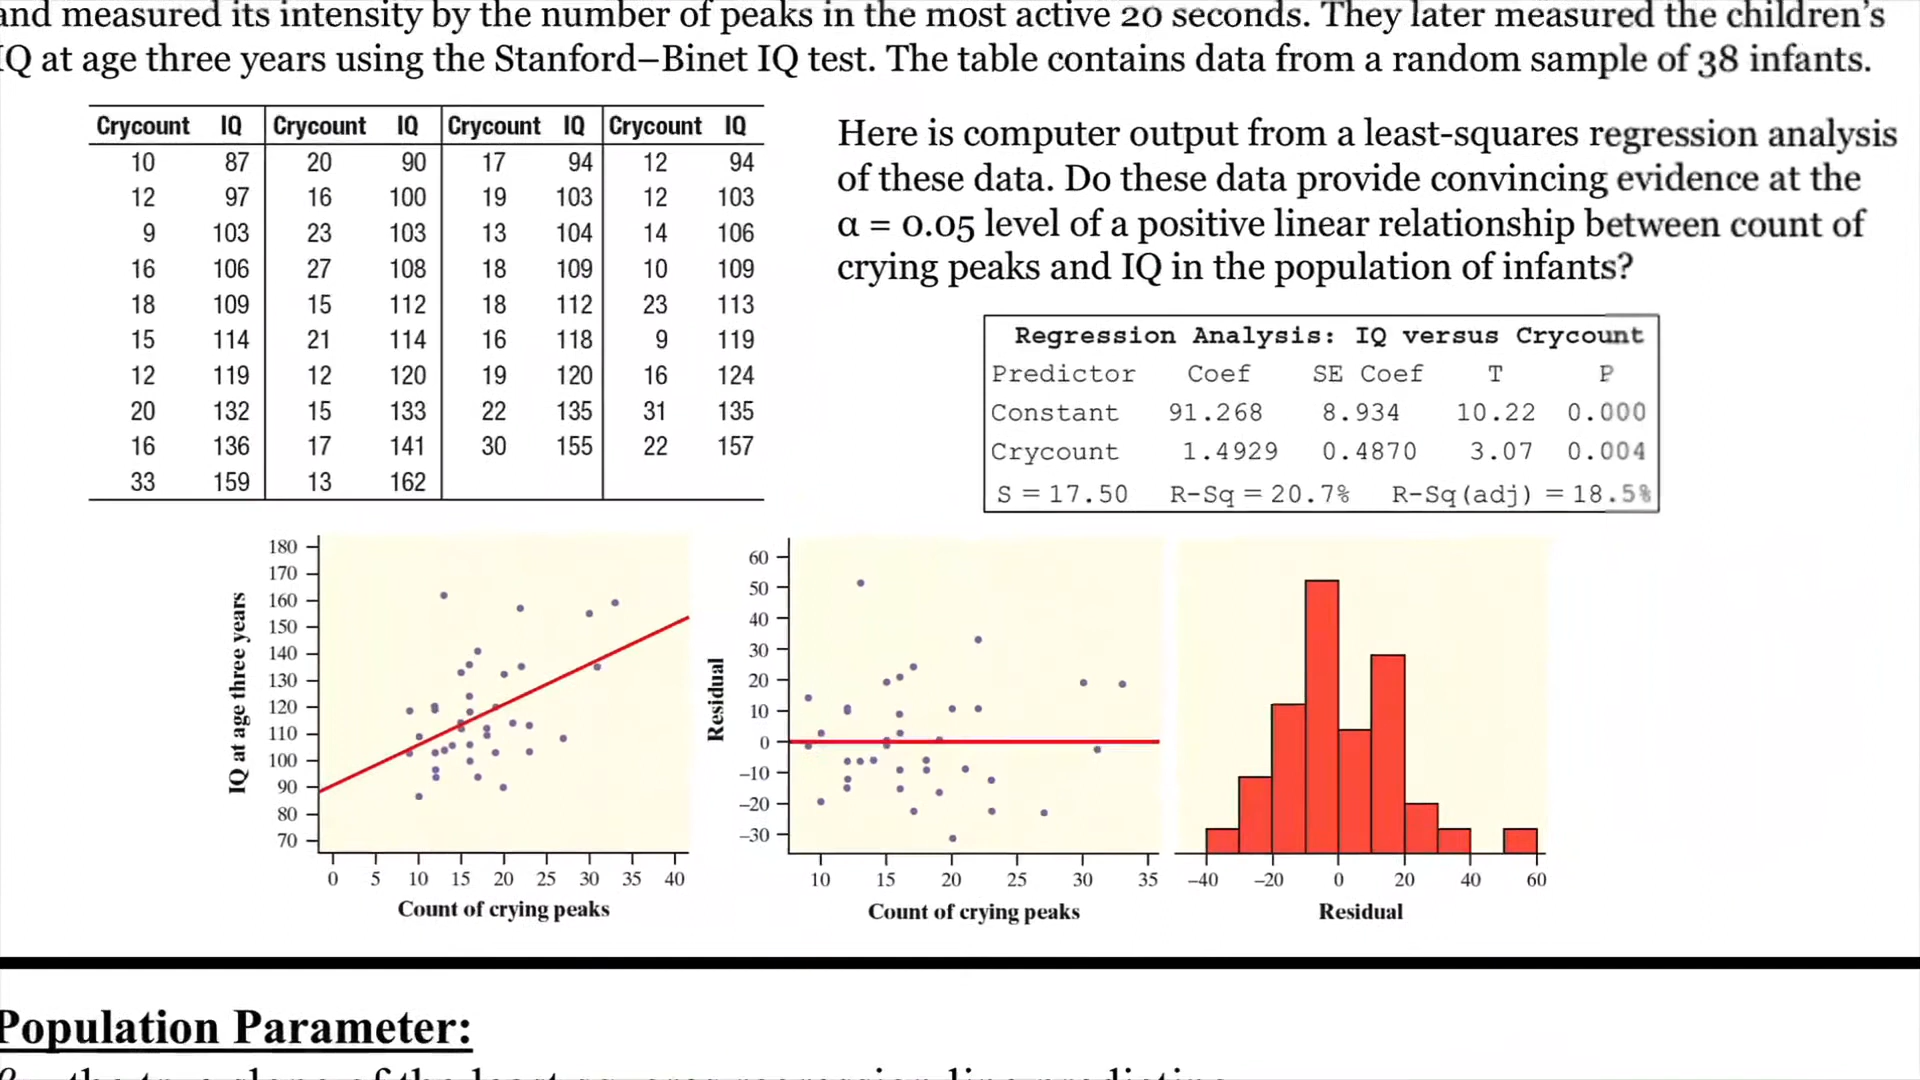 and measured its intensity by the number of peaks in the most active 20 seconds. They later measured the children's
IQ at age three years using the Stanford–Binet IQ test. The table contains data from a random sample of 38 infants.
Crycount IQ Crycount IQ Crycount IQ Crycount IQ
10 87 20 90 17 94 12 94
12 97 16 100 19 103 12 103
9 103 23 103 13 104 14 106
16 106 27 108 18 109 10 109
18 109 15 112 18 112 23 113
15 114 21 114 16 118 9 119
12 119 12 120 19 120 16 124
20 132 15 133 22 135 31 135
16 136 17 141 30 155 22 157
33 159 13 162
Here is computer output from a least-squares regression analysis
of these data. Do these data provide convincing evidence at the
α = 0.05 level of a positive linear relationship between count of
crying peaks and IQ in the population of infants?
Regression Analysis: IQ versus Crycount
Predictor Coef SE Coef T P
Constant 91.268 8.934 10.22 0.000
Crycount 1.4929 0.4870 3.07 0.004
S = 17.50 R-Sq = 20.7% R-Sq(adj) = 18.5%
IQ at age three years
180
170
160
150
140
130
120
110
100
90
80
70
0 5 10 15 20 25 30 35 40
Count of crying peaks
Residual
60
50
40
30
20
10
0
–10
–20
–30
10 15 20 25 30 35
Count of crying peaks
–40 –20 0 20 40 60
Residual
Population Parameter:
the true slope of the least squares regression line predicting